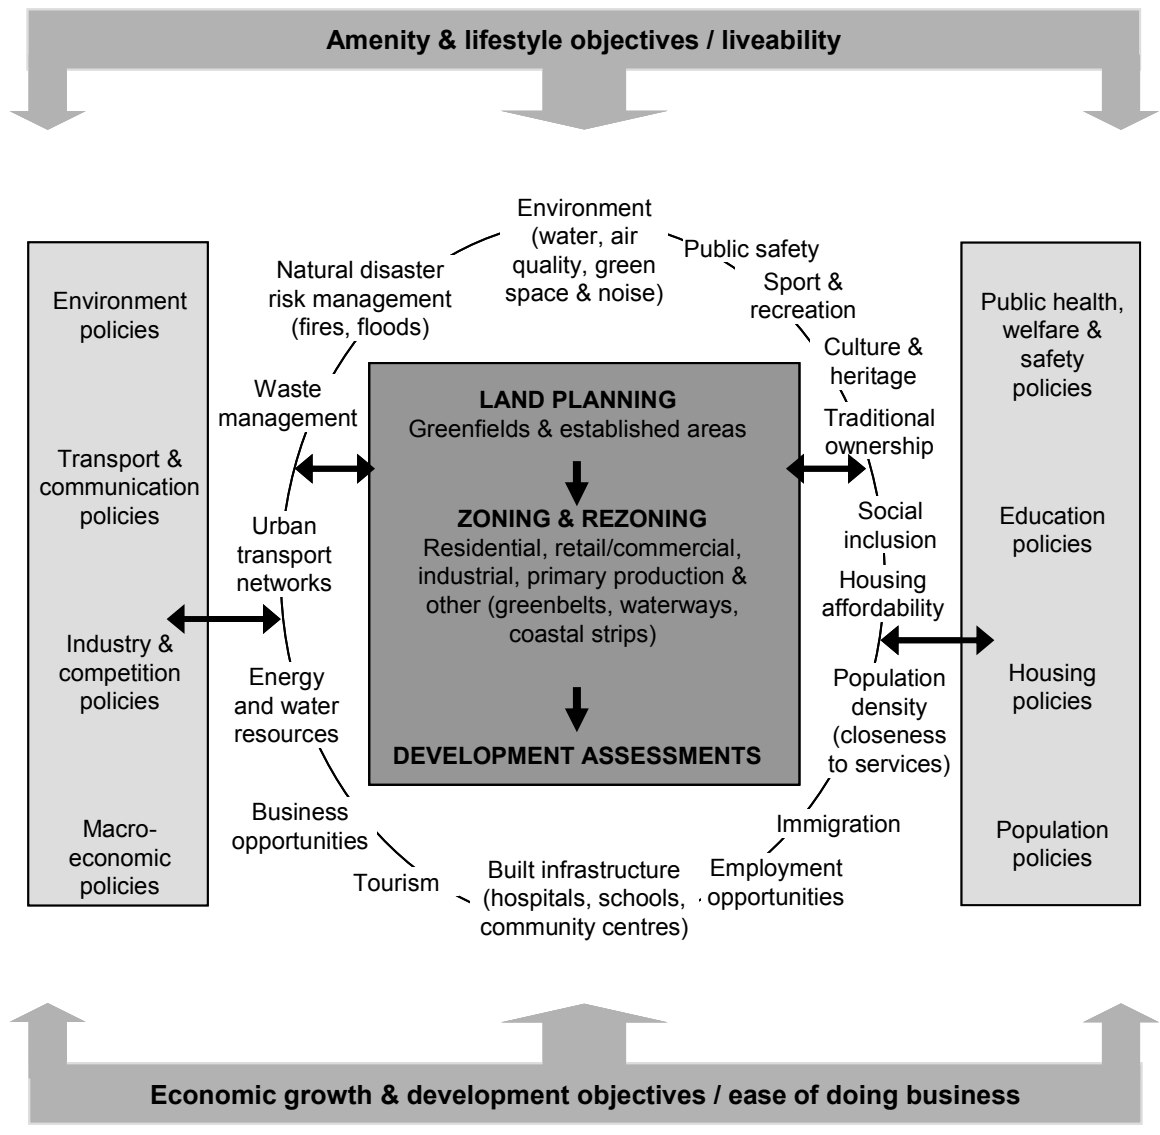 Amenity & lifestyle objectives / liveability
Environment
(water, air
quality, green
space & noise)
Public safety
Sport &
recreation
Culture &
heritage
Traditional
ownership
Social
inclusion
Housing
affordability
Population
density
(closeness
to services)
Immigration
Employment
opportunities
Built infrastructure
(hospitals, schools,
community centres)
Tourism
Business
opportunities
Energy
and water
resources
Urban
transport
networks
Waste
management
Natural disaster
risk management
(fires, floods)
Environment
policies
Transport &
communication
policies
Industry &
competition
policies
Macro-
economic
policies
LAND PLANNING
Greenfields & established areas
ZONING & REZONING
Residential, retail/commercial,
industrial, primary production &
other (greenbelts, waterways,
coastal strips)
DEVELOPMENT ASSESSMENTS
Public health,
welfare &
safety
policies
Education
policies
Housing
policies
Population
policies
Economic growth & development objectives / ease of doing business